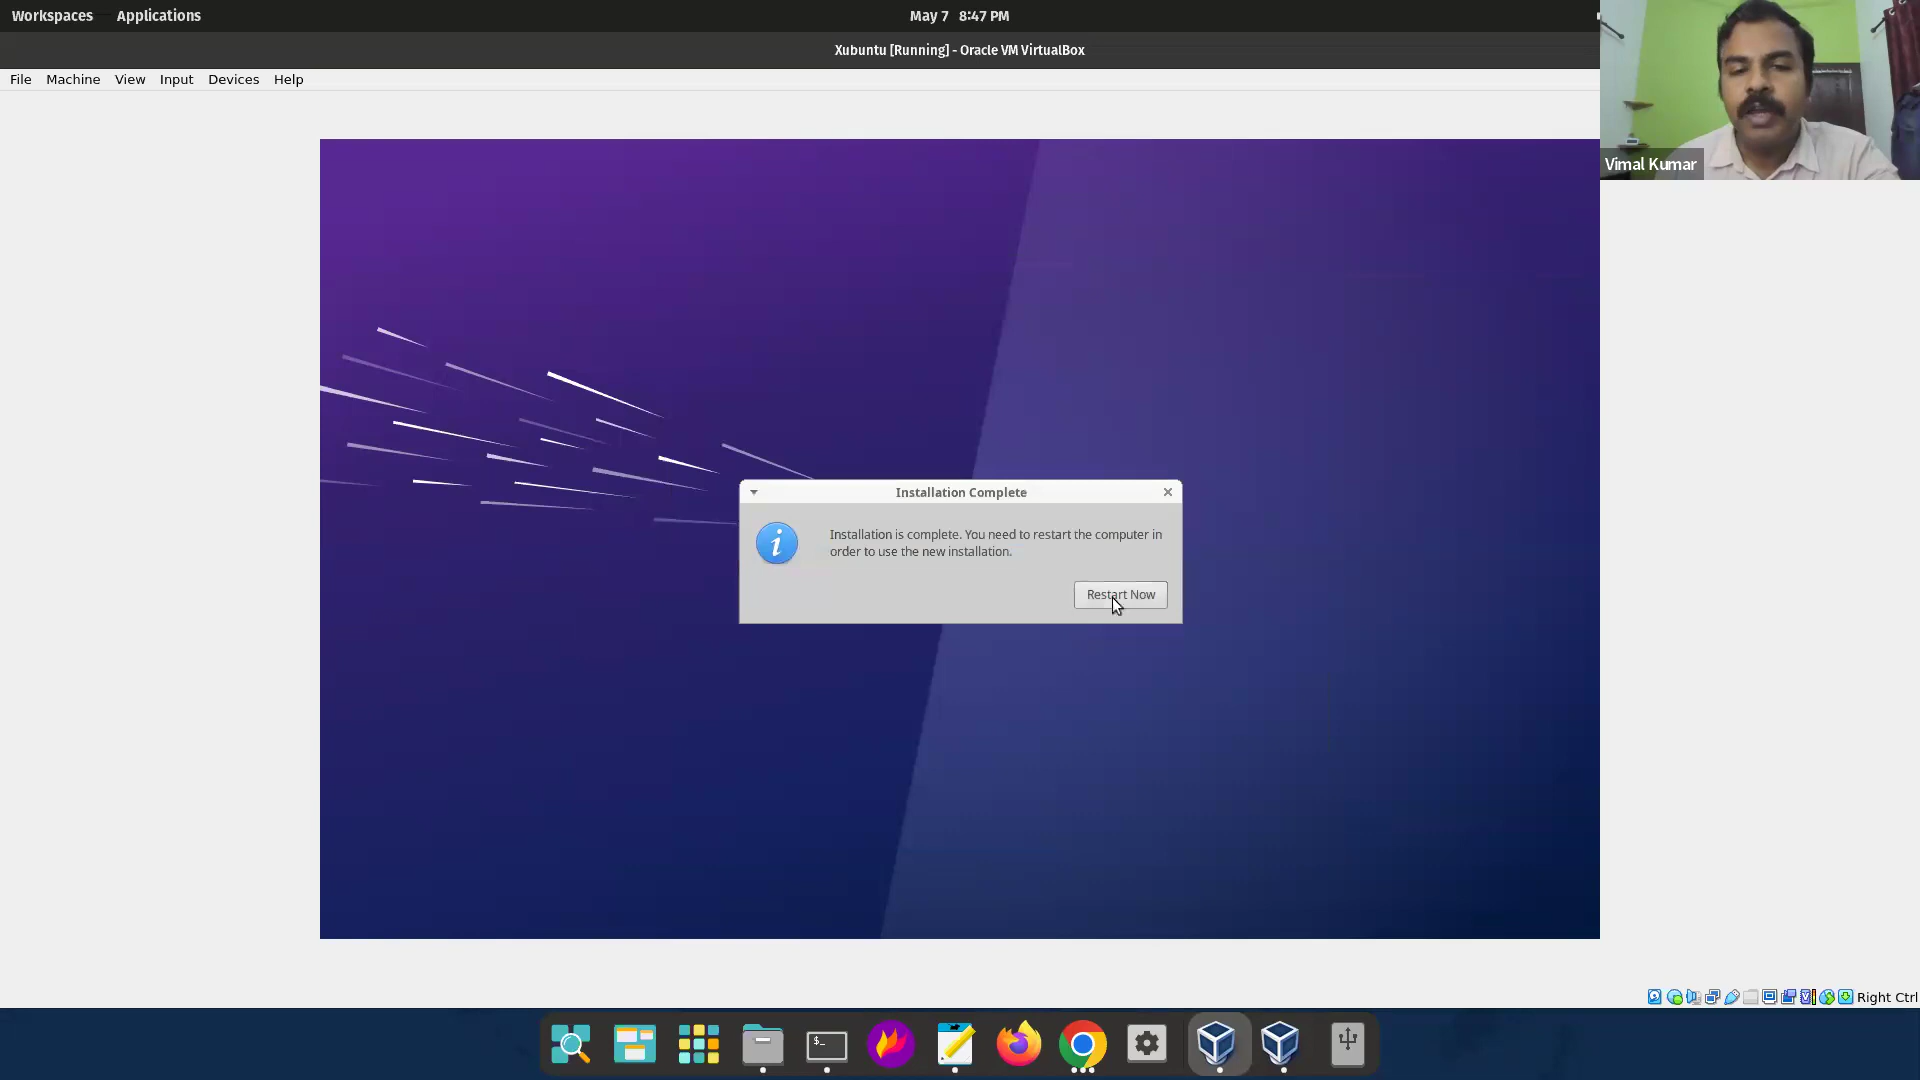 Workspaces Applications May 7 8:47 PM
Xubuntu [Running] - Oracle VM VirtualBox
File Machine View Input Devices Help
Vimal Kumar
Installation Complete
Installation is complete. You need to restart the computer in
order to use the new installation.
Restart Now
Right Ctrl
$_